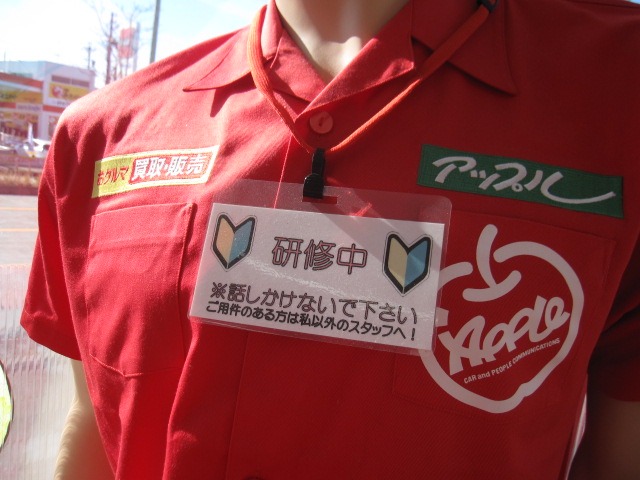 おクルマ 買取・販売
アップル
研修中
※話しかけないで下さい
ご用件のある方は私以外のスタッフへ！
Apple
CAR and PEOPLE COMMUNICATIONS